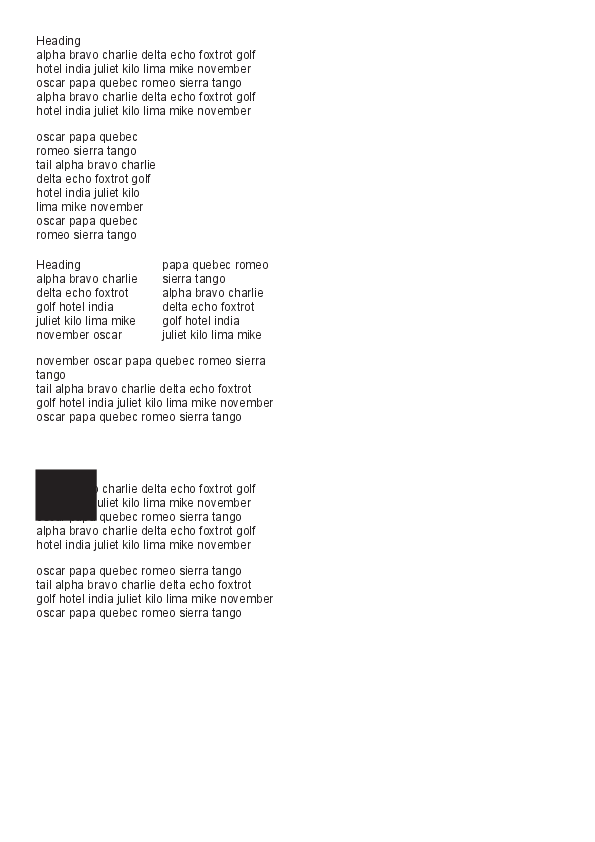 Heading
alpha bravo charlie delta echo foxtrot golf
hotel india juliet kilo lima mike november
oscar papa quebec romeo sierra tango
alpha bravo charlie delta echo foxtrot golf
hotel india juliet kilo lima mike november
oscar papa quebec
romeo sierra tango
tail alpha bravo charlie
delta echo foxtrot golf
hotel india juliet kilo
lima mike november
oscar papa quebec
romeo sierra tango
Heading
alpha bravo charlie
delta echo foxtrot
golf hotel india
juliet kilo lima mike
november oscar
papa quebec romeo
sierra tango
alpha bravo charlie
delta echo foxtrot
golf hotel india
juliet kilo lima mike
november oscar papa quebec romeo sierra
tango
tail alpha bravo charlie delta echo foxtrot
golf hotel india juliet kilo lima mike november
oscar papa quebec romeo sierra tango
charlie delta echo foxtrot golf
kilo lima mike november
quebec romeo sierra tango
alpha bravo charlie delta echo foxtrot golf
hotel india juliet kilo lima mike november
oscar papa quebec romeo sierra tango
tail alpha bravo charlie delta echo foxtrot
golf hotel india juliet kilo lima mike november
oscar papa quebec romeo sierra tango